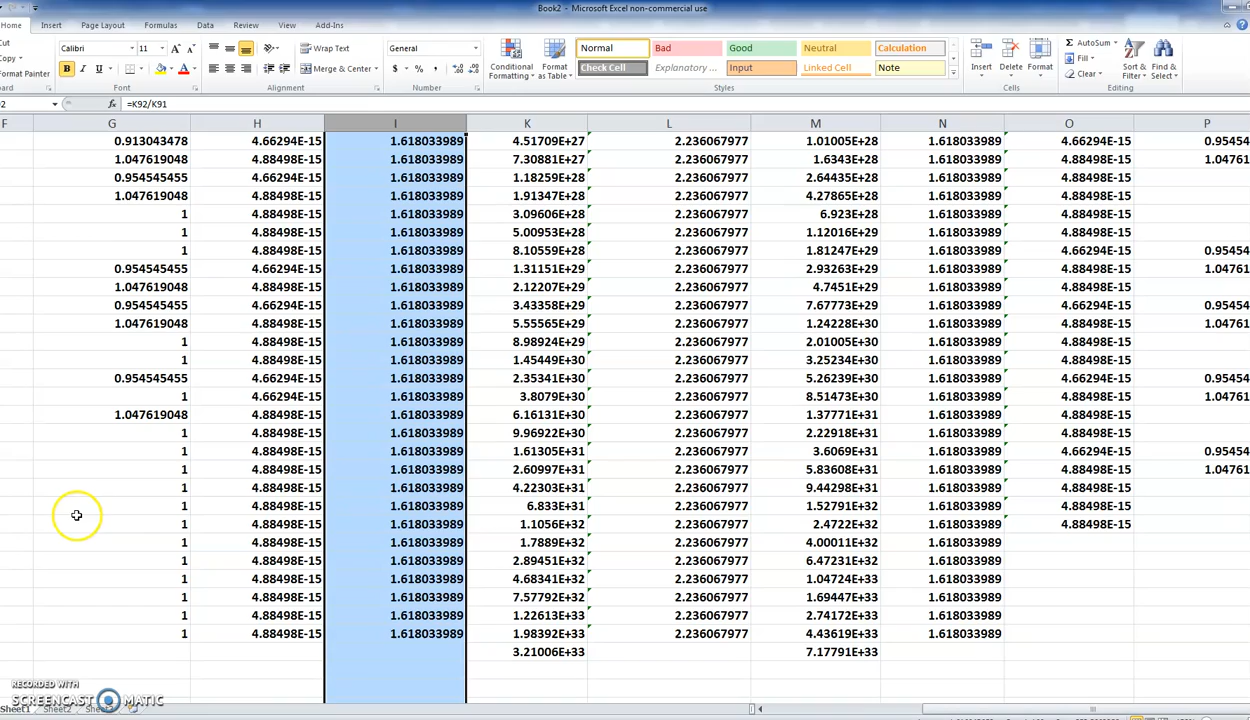 Book2 - Microsoft Excel non-commercial use
Home Insert Page Layout Formulas Data Review View Add-Ins
Cut Calibri 11 A A Wrap Text General Normal Bad Good Neutral Calculation AutoSum
Copy Fill
Format Painter B I U Merge & Center $ % , Conditional Formatting Format as Table Check Cell Explanatory ... Input Linked Cell Note Insert Delete Format Clear Sort & Filter Find & Select
Font Alignment Number Styles Cells Editing
fx =K92/K91
F G H I K L M N O P
0.913043478 4.66294E-15 1.618033989 4.51709E+27 2.236067977 1.01005E+28 1.618033989 4.66294E-15 0.95454
1.047619048 4.88498E-15 1.618033989 7.30881E+27 2.236067977 1.6343E+28 1.618033989 4.88498E-15 1.04761
0.954545455 4.66294E-15 1.618033989 1.18259E+28 2.236067977 2.64435E+28 1.618033989 4.88498E-15
1.047619048 4.88498E-15 1.618033989 1.91347E+28 2.236067977 4.27865E+28 1.618033989 4.88498E-15
1 4.88498E-15 1.618033989 3.09606E+28 2.236067977 6.923E+28 1.618033989 4.88498E-15
1 4.88498E-15 1.618033989 5.00953E+28 2.236067977 1.12016E+29 1.618033989 4.88498E-15
1 4.88498E-15 1.618033989 8.10559E+28 2.236067977 1.81247E+29 1.618033989 4.66294E-15 0.95454
0.954545455 4.66294E-15 1.618033989 1.31151E+29 2.236067977 2.93263E+29 1.618033989 4.88498E-15 1.04761
1.047619048 4.88498E-15 1.618033989 2.12207E+29 2.236067977 4.7451E+29 1.618033989 4.88498E-15
0.954545455 4.66294E-15 1.618033989 3.43358E+29 2.236067977 7.67773E+29 1.618033989 4.66294E-15 0.95454
1.047619048 4.88498E-15 1.618033989 5.55565E+29 2.236067977 1.24228E+30 1.618033989 4.88498E-15 1.04761
1 4.88498E-15 1.618033989 8.98924E+29 2.236067977 2.01005E+30 1.618033989 4.88498E-15
1 4.88498E-15 1.618033989 1.45449E+30 2.236067977 3.25234E+30 1.618033989 4.88498E-15
0.954545455 4.66294E-15 1.618033989 2.35341E+30 2.236067977 5.26239E+30 1.618033989 4.66294E-15 0.95454
1 4.66294E-15 1.618033989 3.8079E+30 2.236067977 8.51473E+30 1.618033989 4.88498E-15 1.04761
1.047619048 4.88498E-15 1.618033989 6.16131E+30 2.236067977 1.37771E+31 1.618033989 4.88498E-15
1 4.88498E-15 1.618033989 9.96922E+30 2.236067977 2.22918E+31 1.618033989 4.88498E-15
1 4.88498E-15 1.618033989 1.61305E+31 2.236067977 3.6069E+31 1.618033989 4.66294E-15 0.95454
1 4.88498E-15 1.618033989 2.60997E+31 2.236067977 5.83608E+31 1.618033989 4.88498E-15 1.04761
1 4.88498E-15 1.618033989 4.22303E+31 2.236067977 9.44298E+31 1.618033989 4.88498E-15
1 4.88498E-15 1.618033989 6.833E+31 2.236067977 1.52791E+32 1.618033989 4.88498E-15
1 4.88498E-15 1.618033989 1.1056E+32 2.236067977 2.4722E+32 1.618033989 4.88498E-15
1 4.88498E-15 1.618033989 1.7889E+32 2.236067977 4.00011E+32 1.618033989
1 4.88498E-15 1.618033989 2.89451E+32 2.236067977 6.47231E+32 1.618033989
1 4.88498E-15 1.618033989 4.68341E+32 2.236067977 1.04724E+33 1.618033989
1 4.88498E-15 1.618033989 7.57792E+32 2.236067977 1.69447E+33 1.618033989
1 4.88498E-15 1.618033989 1.22613E+33 2.236067977 2.74172E+33 1.618033989
1 4.88498E-15 1.618033989 1.98392E+33 2.236067977 4.43619E+33 1.618033989
3.21006E+33 7.17791E+33
RECORDED WITH
SCREENCAST MATIC
Sheet1 Sheet2